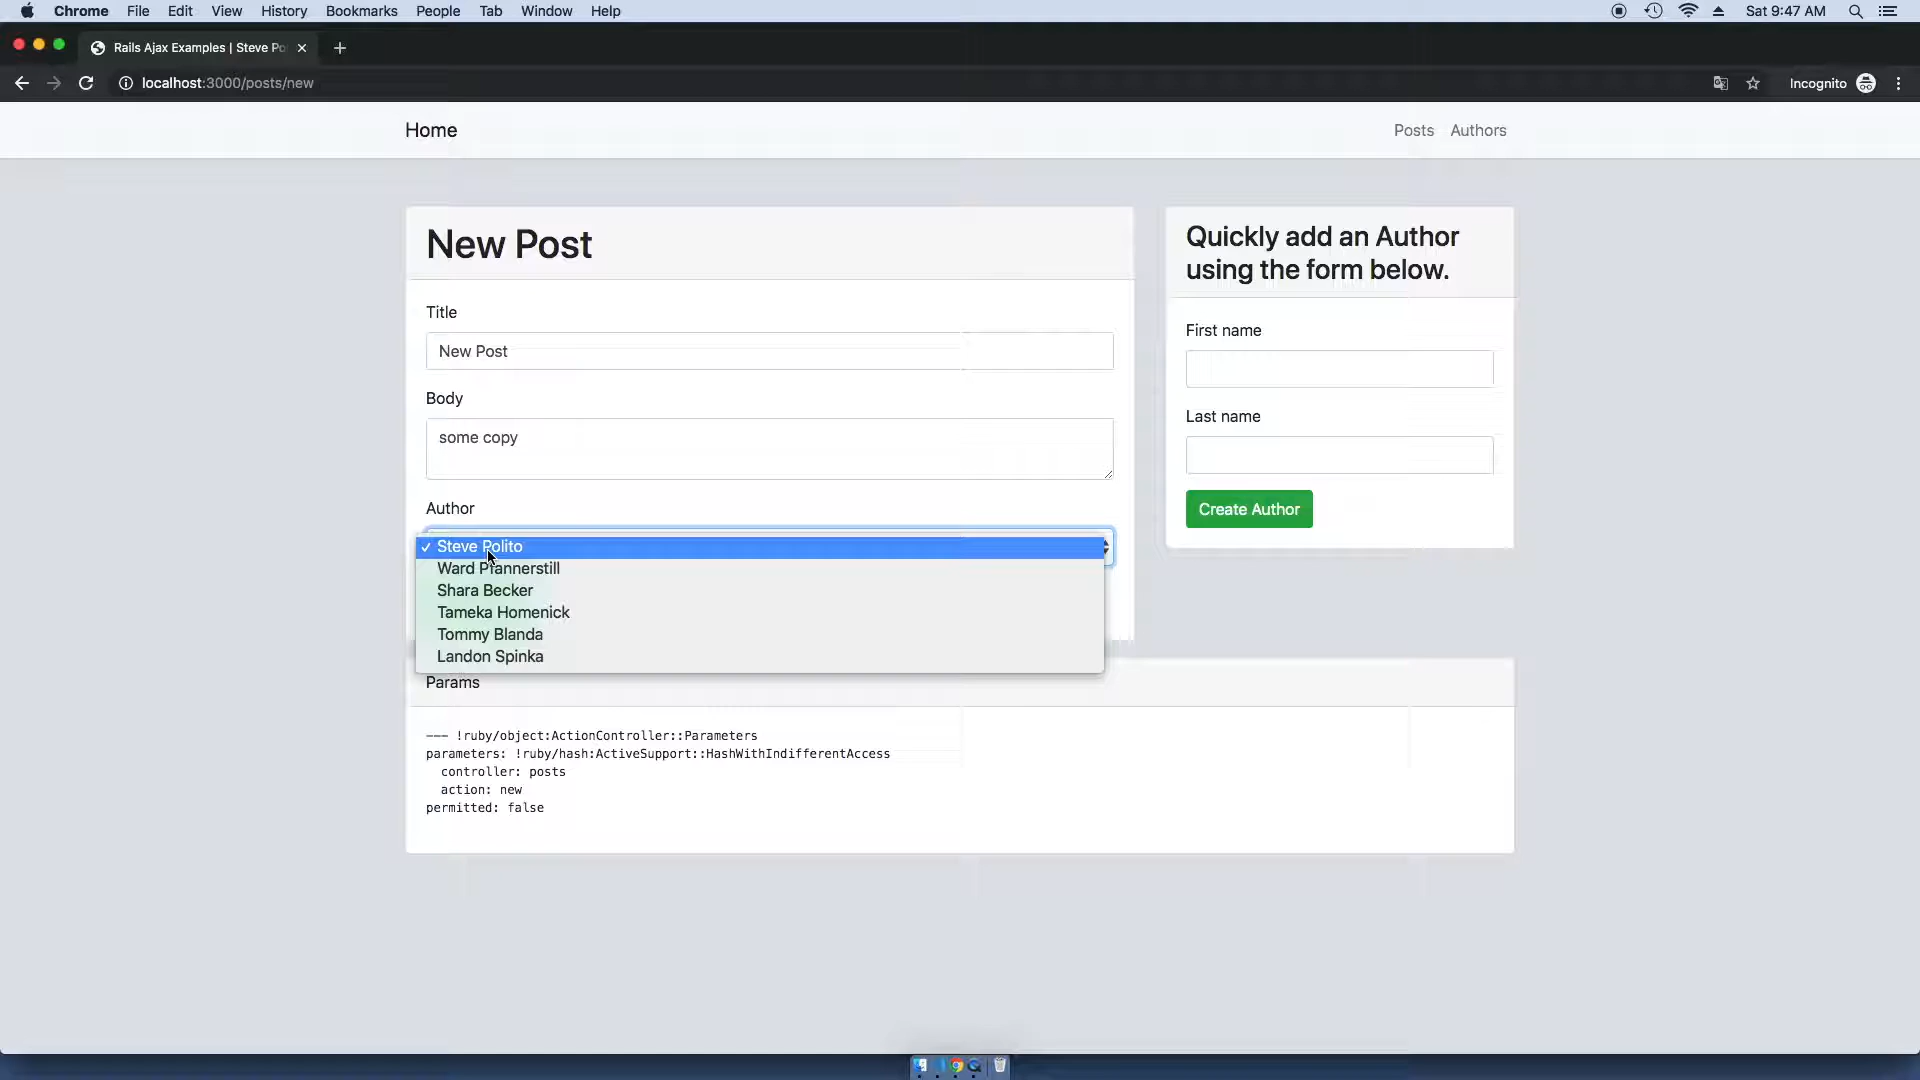 Chrome File Edit View History Bookmarks People Tab Window Help Sat 9:47 AM
Rails Ajax Examples | Steve Po
localhost:3000/posts/new Incognito
Home Posts Authors
New Post
Title
New Post
Body
some copy
Author
✓ Steve Polito
Ward Pfannerstill
Shara Becker
Tameka Homenick
Tommy Blanda
Landon Spinka
Quickly add an Author
using the form below.
First name
Last name
Create Author
Params
--- !ruby/object:ActionController::Parameters
parameters: !ruby/hash:ActiveSupport::HashWithIndifferentAccess
  controller: posts
  action: new
permitted: false